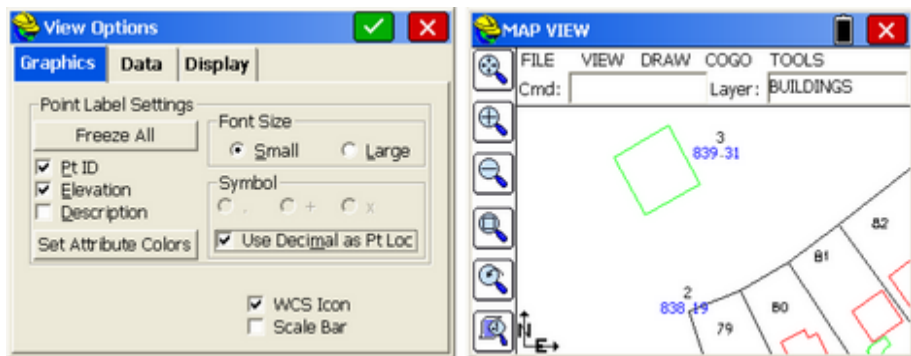 View Options
Graphics Data Display
Point Label Settings
Freeze All
Pt ID
Elevation
Description
Set Attribute Colors
Font Size
Small Large
Symbol
. + x
Use Decimal as Pt Loc
WCS Icon
Scale Bar
MAP VIEW
FILE VIEW DRAW COGO TOOLS
Cmd: Layer: BUILDINGS
3
839.31
82
81
2
838.19
80
79
N
E